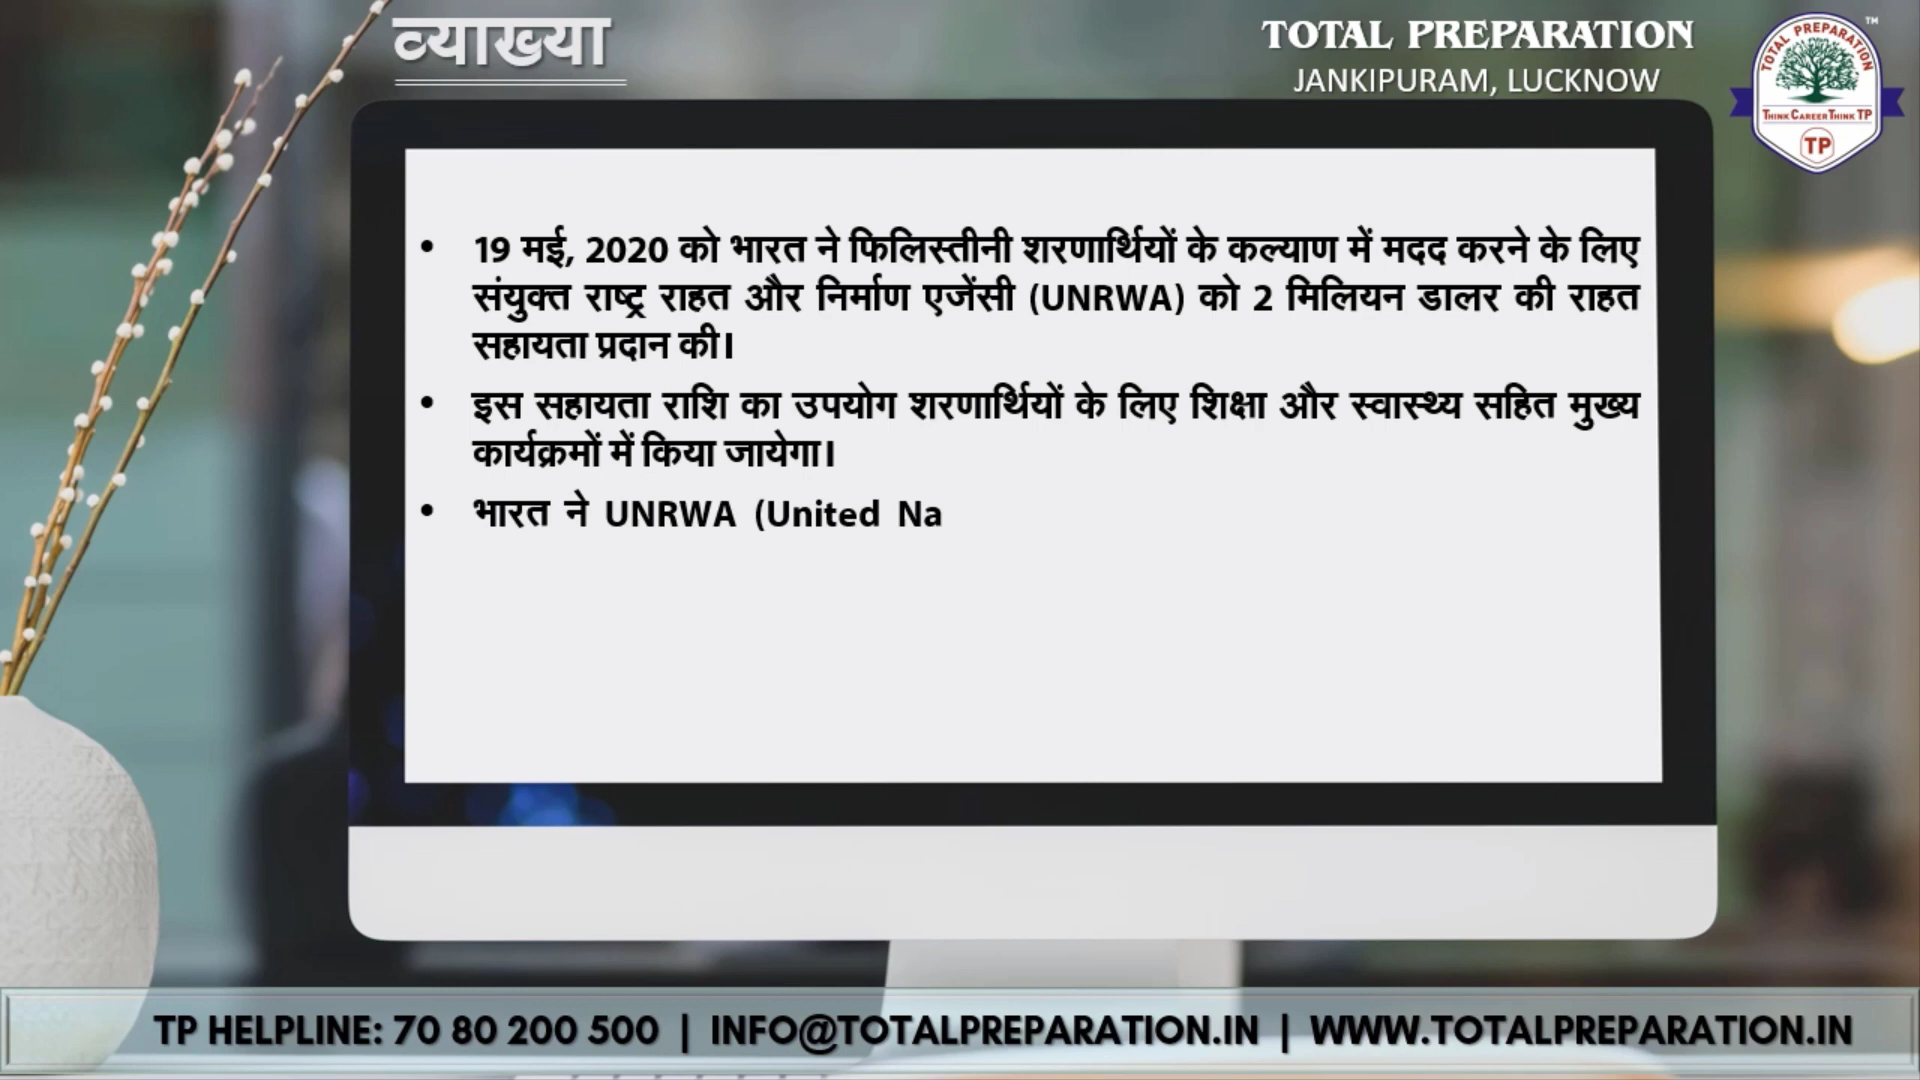 व्याख्या
TOTAL PREPARATION
JANKIPURAM, LUCKNOW
TM
TOTAL PREPARATION
THINK CAREER THINK TP
TP
• 19 मई, 2020 को भारत ने फिलिस्तीनी शरणार्थियों के कल्याण में मदद करने के लिए
संयुक्त राष्ट्र राहत और निर्माण एजेंसी (UNRWA) को 2 मिलियन डालर की राहत
सहायता प्रदान की।
• इस सहायता राशि का उपयोग शरणार्थियों के लिए शिक्षा और स्वास्थ्य सहित मुख्य
कार्यक्रमों में किया जायेगा।
• भारत ने UNRWA (United Na
TP HELPLINE: 70 80 200 500 | INFO@TOTALPREPARATION.IN | WWW.TOTALPREPARATION.IN